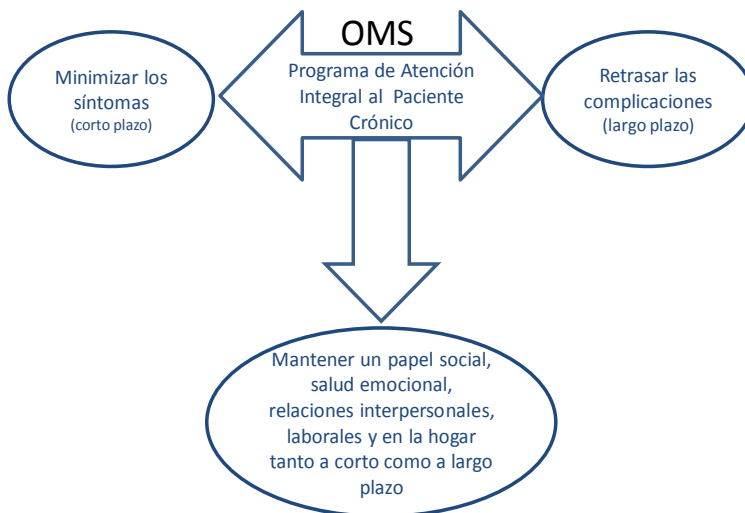 OMS
Programa de Atención
Integral al Paciente
Crónico
Minimizar los
síntomas
(corto plazo)
Retrasar las
complicaciones
(largo plazo)
Mantener un papel social,
salud emocional,
relaciones interpersonales,
laborales y en la hogar
tanto a corto como a largo
plazo